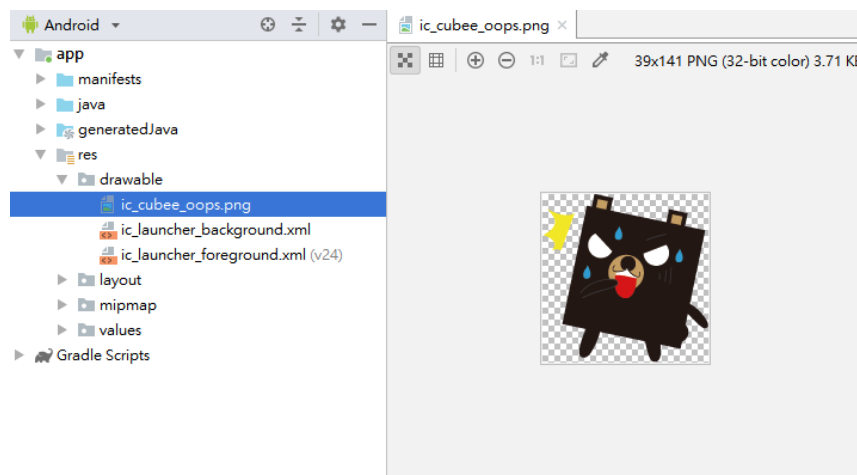 Android
ic_cubee_oops.png
app
39x141 PNG (32-bit color) 3.71 KB
1:1
manifests
java
generatedJava
res
drawable
ic_cubee_oops.png
ic_launcher_background.xml
ic_launcher_foreground.xml (v24)
layout
mipmap
values
Gradle Scripts